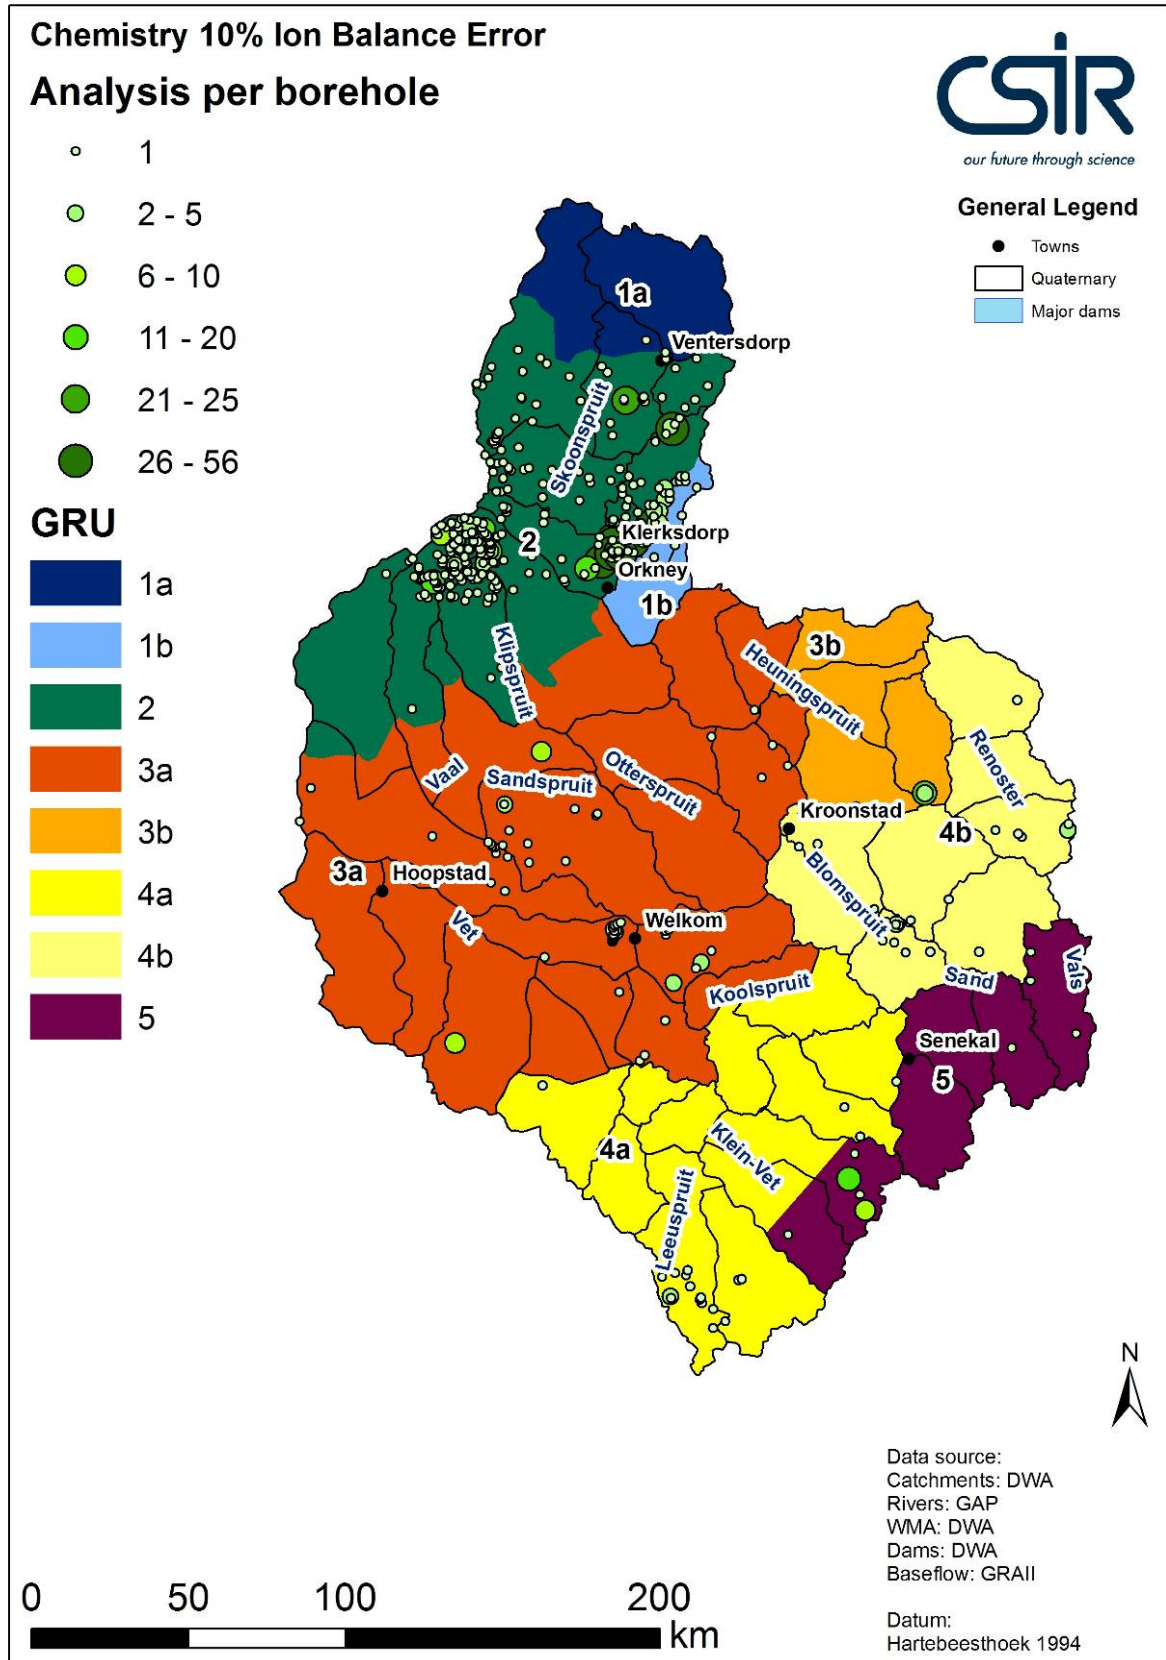 Chemistry 10% Ion Balance Error
Analysis per borehole
1
2 - 5
6 - 10
11 - 20
21 - 25
26 - 56
GRU
1a
1b
2
3a
3b
4a
4b
5
CSIR
our future through science
General Legend
Towns
Quaternary
Major dams
1a
Ventersdorp
Skoonspruit
Klerksdorp
2
Orkney
1b
3b
Klipspruit
Heuningspruit
Renoster
Vaal
Sandspruit
Otterspruit
Kroonstad
4b
3a
Hoopstad
Blomspruit
Vet
Welkom
Koolspruit
Sand
Vals
Senekal
5
4a
Klein-Vet
Leeuspruit
N
Data source:
Catchments: DWA
Rivers: GAP
WMA: DWA
Dams: DWA
Baseflow: GRAII
Datum:
Hartebeesthoek 1994
0 50 100 200
km